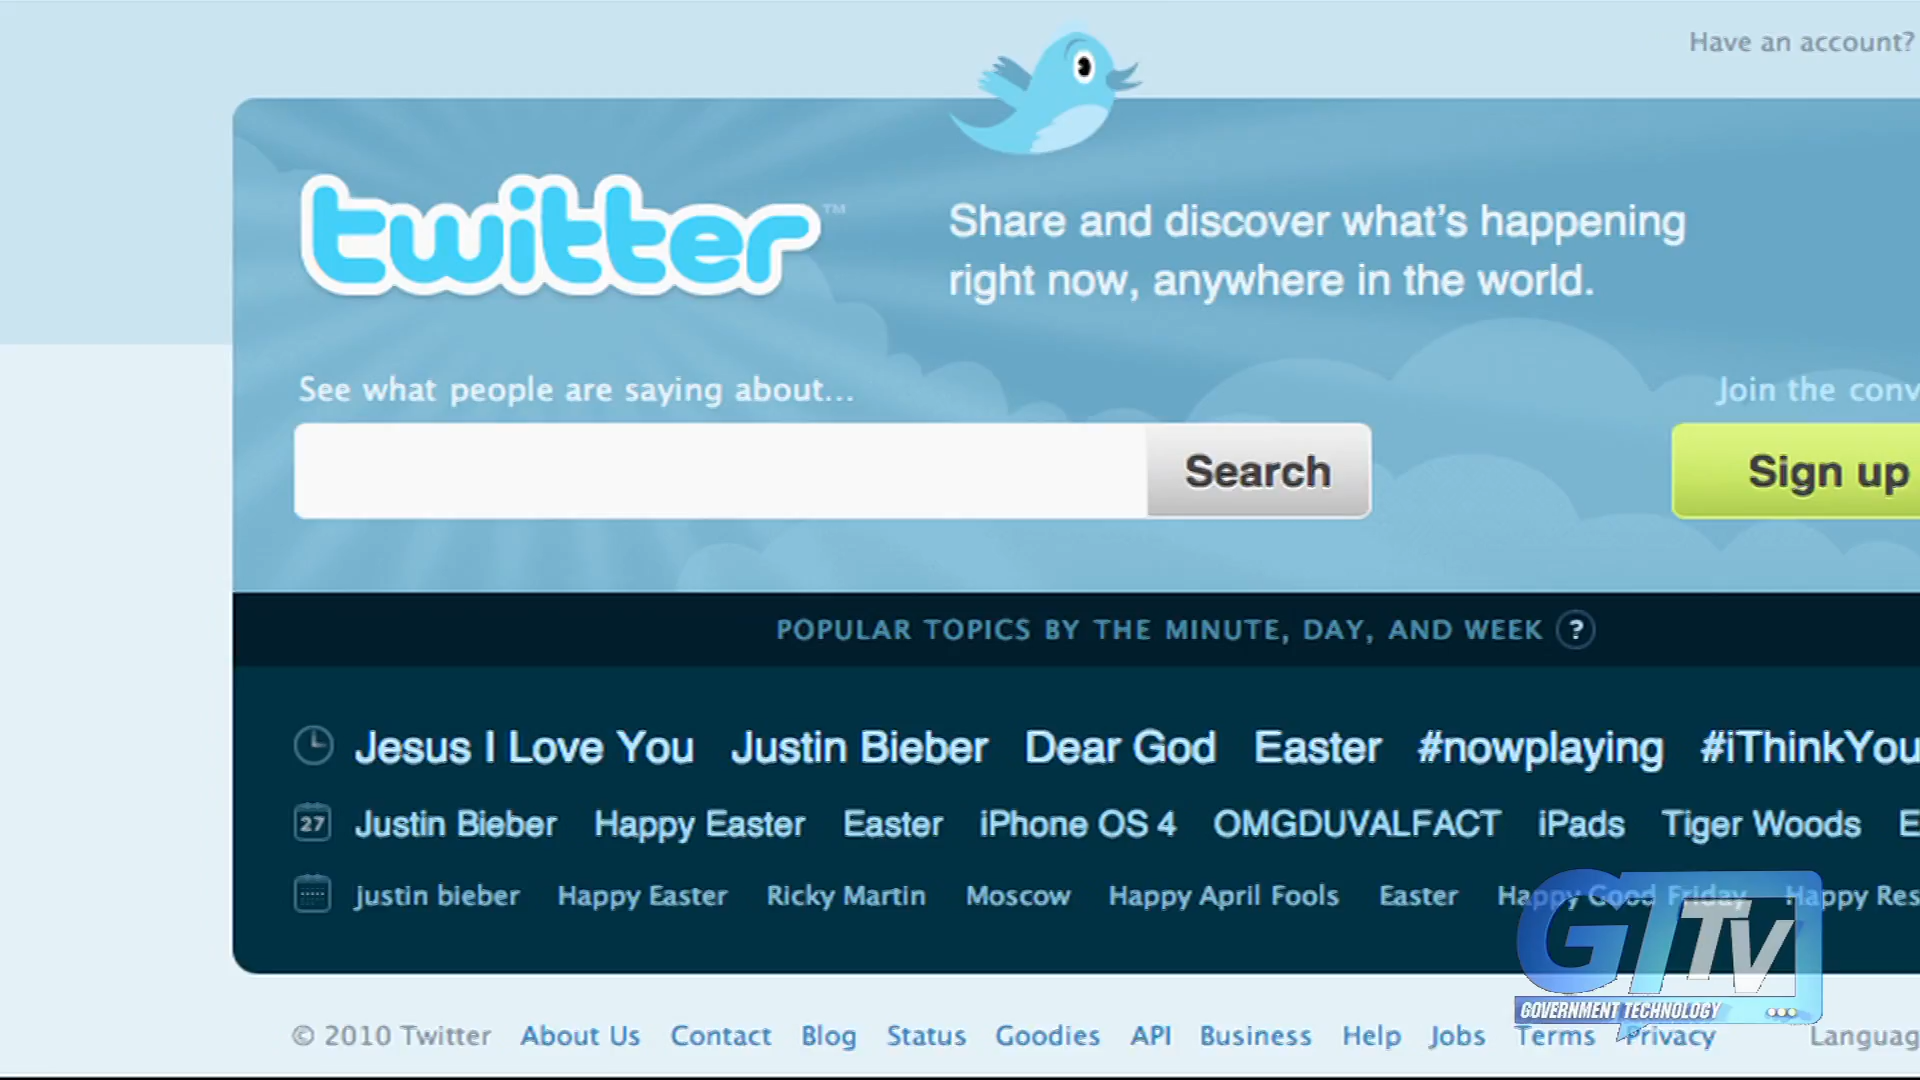 Have an account?
twitter™
Share and discover what's happening
right now, anywhere in the world.
See what people are saying about...
Join the conv
Search
Sign up
POPULAR TOPICS BY THE MINUTE, DAY, AND WEEK ?
Jesus I Love You Justin Bieber Dear God Easter #nowplaying #iThinkYou
27 Justin Bieber Happy Easter Easter iPhone OS 4 OMGDUVALFACT iPads Tiger Woods E
justin bieber Happy Easter Ricky Martin Moscow Happy April Fools Easter Happy Good Friday Happy Res
GTTV
GOVERNMENT TECHNOLOGY
© 2010 Twitter About Us Contact Blog Status Goodies API Business Help Jobs Terms Privacy Languag